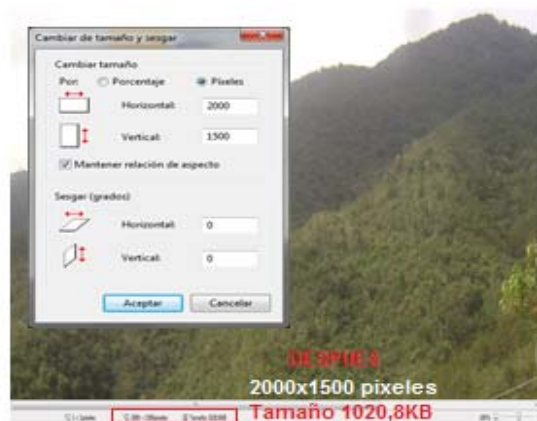 Cambiar de tamaño y sesgar
Cambiar tamaño
Por: Porcentaje Píxeles
Horizontal: 2000
Vertical: 1500
Mantener relación de aspecto
Sesgar (grados)
Horizontal: 0
Vertical: 0
Aceptar Cancelar
DESPUES
2000x1500 pixeles
Tamaño 1020,8KB